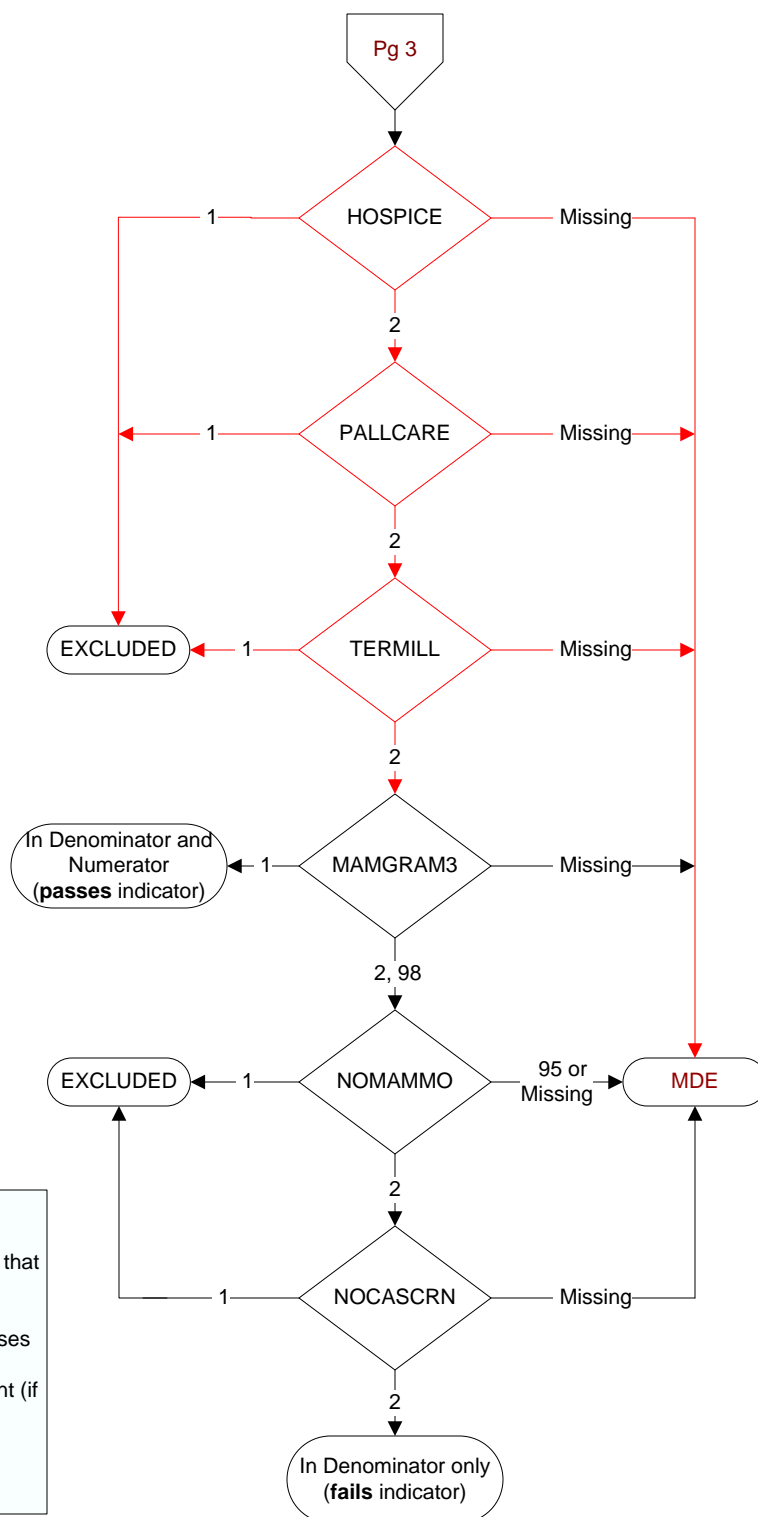 Pg 3
HOSPICE
1
Missing
2
PALLCARE
1
Missing
2
EXCLUDED
1
TERMILL
Missing
2
In Denominator and
Numerator
(passes indicator)
1
MAMGRAM3
Missing
2, 98
EXCLUDED
1
NOMAMMO
95 or
Missing
MDE
2
that
ses
nt (if
1
NOCASCRN
Missing
2
In Denominator only
(fails indicator)